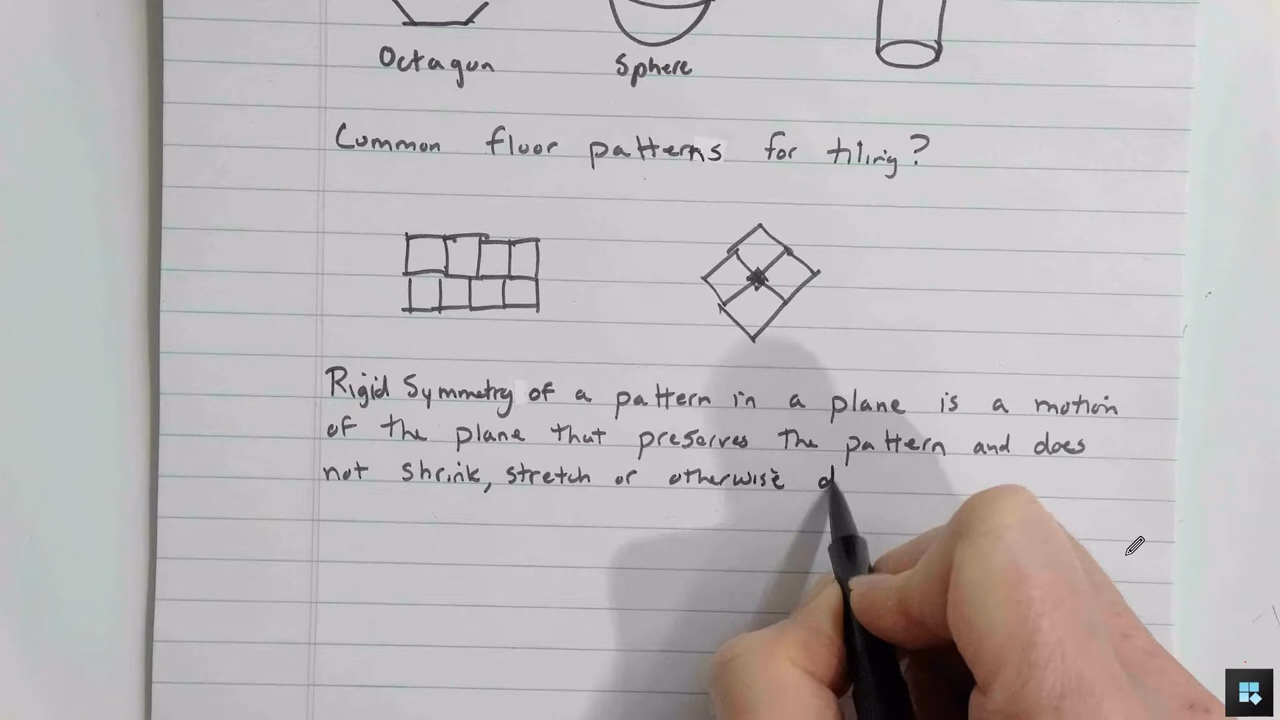 Octagon Sphere
Common floor patterns for tiling?
Rigid Symmetry of a pattern in a plane is a motion
of the plane that preserves the pattern and does
not shrink, stretch or otherwise d